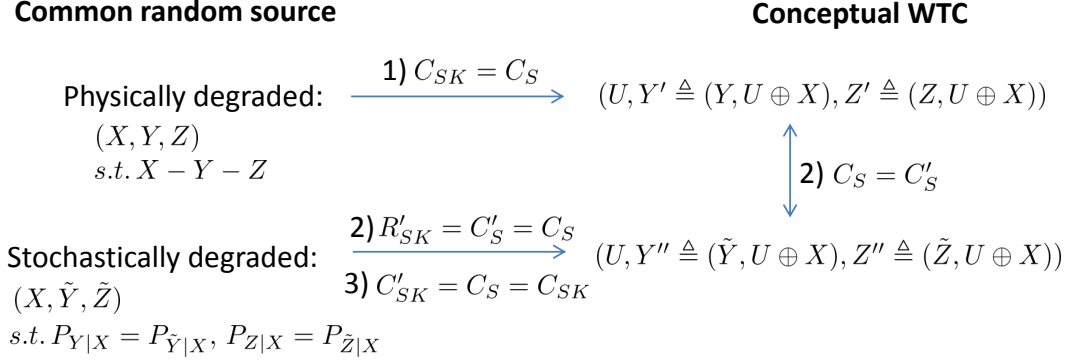 Common random source
Conceptual WTC
1) C_{SK} = C_S
Physically degraded:
(X, Y, Z)
s.t. X − Y − Z
(U, Y′ ≜ (Y, U ⊕ X), Z′ ≜ (Z, U ⊕ X))
2) C_S = C′_S
Stochastically degraded:
(X, Ỹ, Z̃)
s.t. P_{Y|X} = P_{Ỹ|X}, P_{Z|X} = P_{Z̃|X}
2) R′_{SK} = C′_S = C_S
3) C′_{SK} = C_S = C_{SK}
(U, Y″ ≜ (Ỹ, U ⊕ X), Z″ ≜ (Z̃, U ⊕ X))